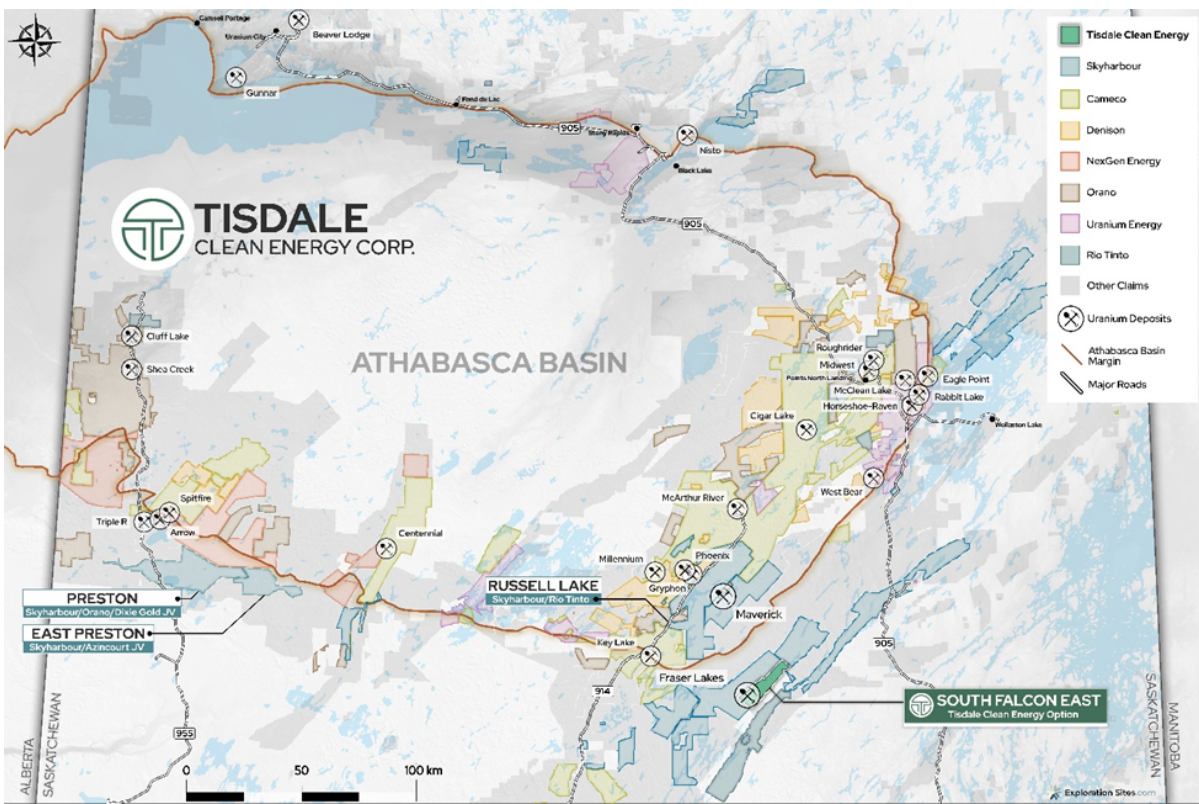 Camsell Portage
Uranium City
Beaver Lodge
Gunnar
Fond du Lac
905
Stony Rapids
Nisto
Black Lake
905
TISDALE
CLEAN ENERGY CORP.
ATHABASCA BASIN
Cluff Lake
Shea Creek
Spitfire
Triple R
Arrow
Centennial
Roughrider
Midwest
Points North Landing
McClean Lake
Horseshoe-Raven
Eagle Point
Rabbit Lake
Wollaston Lake
Cigar Lake
West Bear
McArthur River
Millennium
Phoenix
Gryphon
Maverick
Key Lake
Fraser Lakes
PRESTON
Skyharbour/Orano/Dixie Gold JV
EAST PRESTON
Skyharbour/Azincourt JV
RUSSELL LAKE
Skyharbour/Rio Tinto
SOUTH FALCON EAST
Tisdale Clean Energy Option
905
914
955
ALBERTA
SASKATCHEWAN
SASKATCHEWAN
MANITOBA
0 50 100 km
Tisdale Clean Energy
Skyharbour
Cameco
Denison
NexGen Energy
Orano
Uranium Energy
Rio Tinto
Other Claims
Uranium Deposits
Athabasca Basin
Margin
Major Roads
Exploration Sites.com